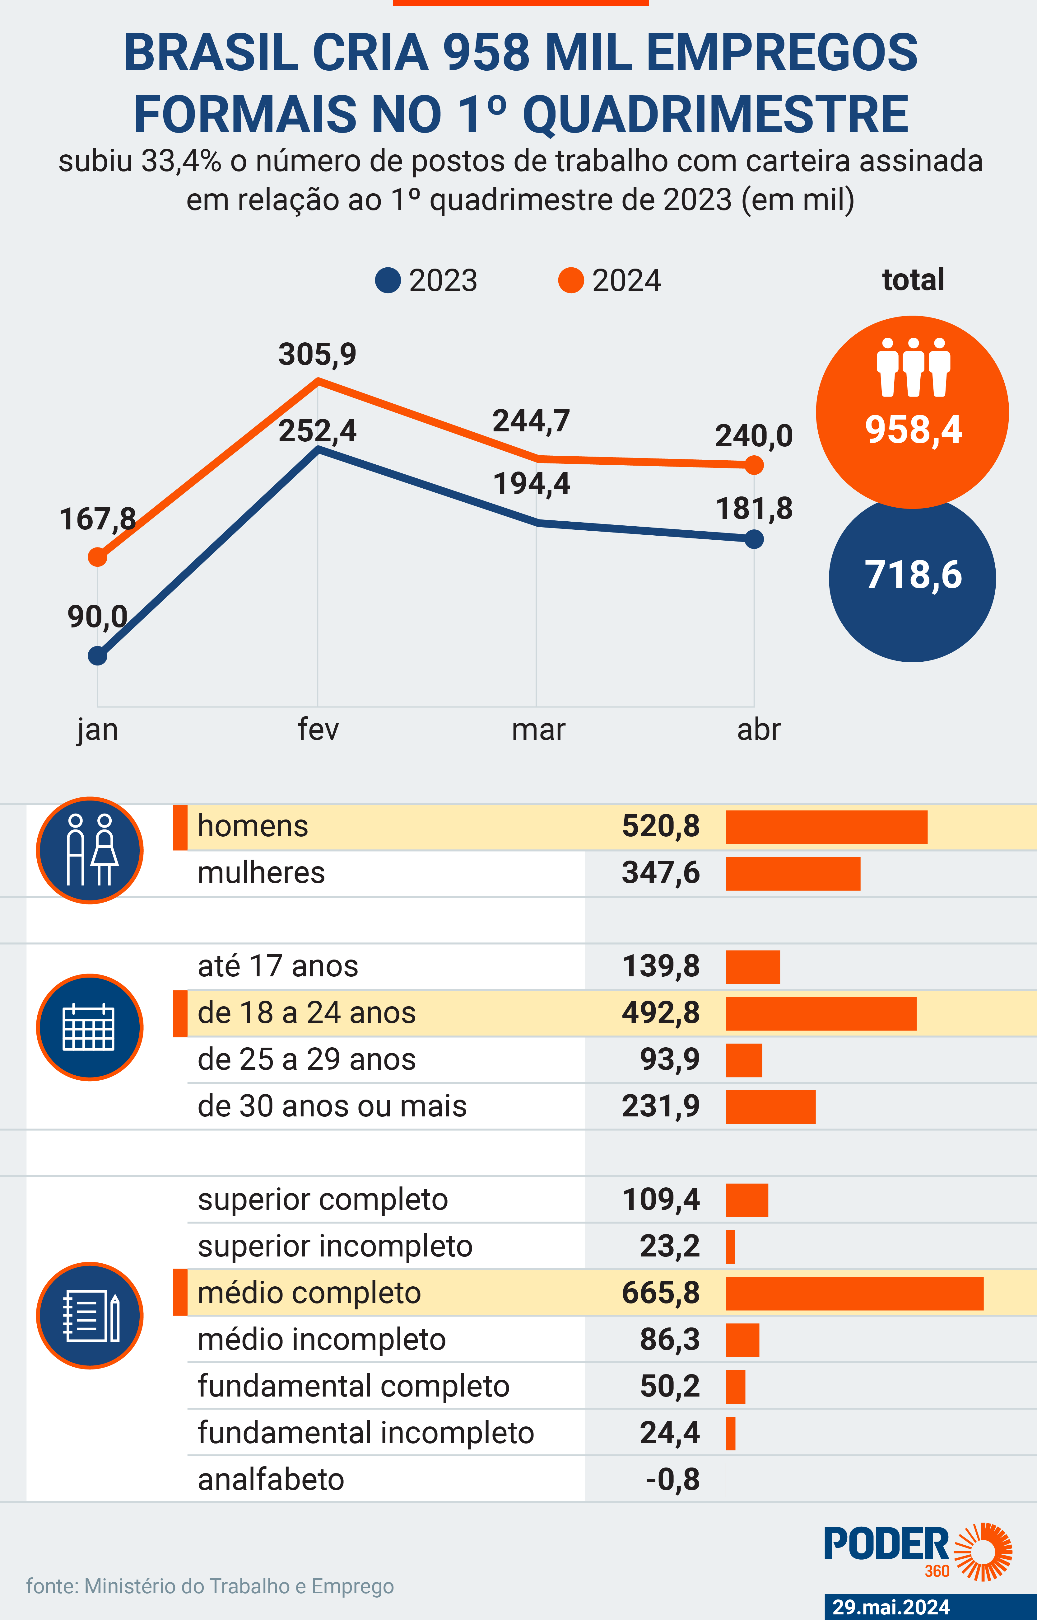 BRASIL CRIA 958 MIL EMPREGOS
FORMAIS NO 1º QUADRIMESTRE
subiu 33,4% o número de postos de trabalho com carteira assinada
em relação ao 1º quadrimestre de 2023 (em mil)
2023 2024 total
305,9
252,4
244,7
240,0
958,4
194,4
181,8
167,8
718,6
90,0
jan fev mar abr
homens 520,8
mulheres 347,6
até 17 anos 139,8
de 18 a 24 anos 492,8
de 25 a 29 anos 93,9
de 30 anos ou mais 231,9
superior completo 109,4
superior incompleto 23,2
médio completo 665,8
médio incompleto 86,3
fundamental completo 50,2
fundamental incompleto 24,4
analfabeto -0,8
PODER
360
fonte: Ministério do Trabalho e Emprego
29.mai.2024